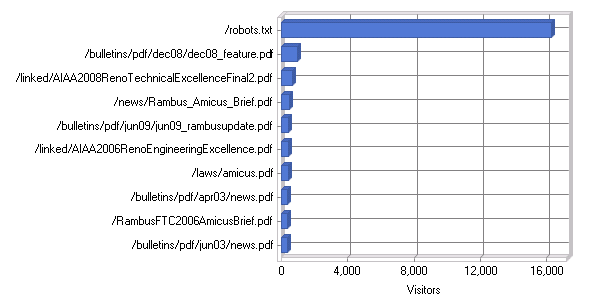 /robots.txt
/bulletins/pdf/dec08/dec08_feature.pdf
/linked/AIAA2008RenoTechnicalExcellenceFinal2.pdf
/news/Rambus_Amicus_Brief.pdf
/bulletins/pdf/jun09/jun09_rambusupdate.pdf
/linked/AIAA2006RenoEngineeringExcellence.pdf
/laws/amicus.pdf
/bulletins/pdf/apr03/news.pdf
/RambusFTC2006AmicusBrief.pdf
/bulletins/pdf/jun03/news.pdf
0 4,000 8,000 12,000 16,000
Visitors